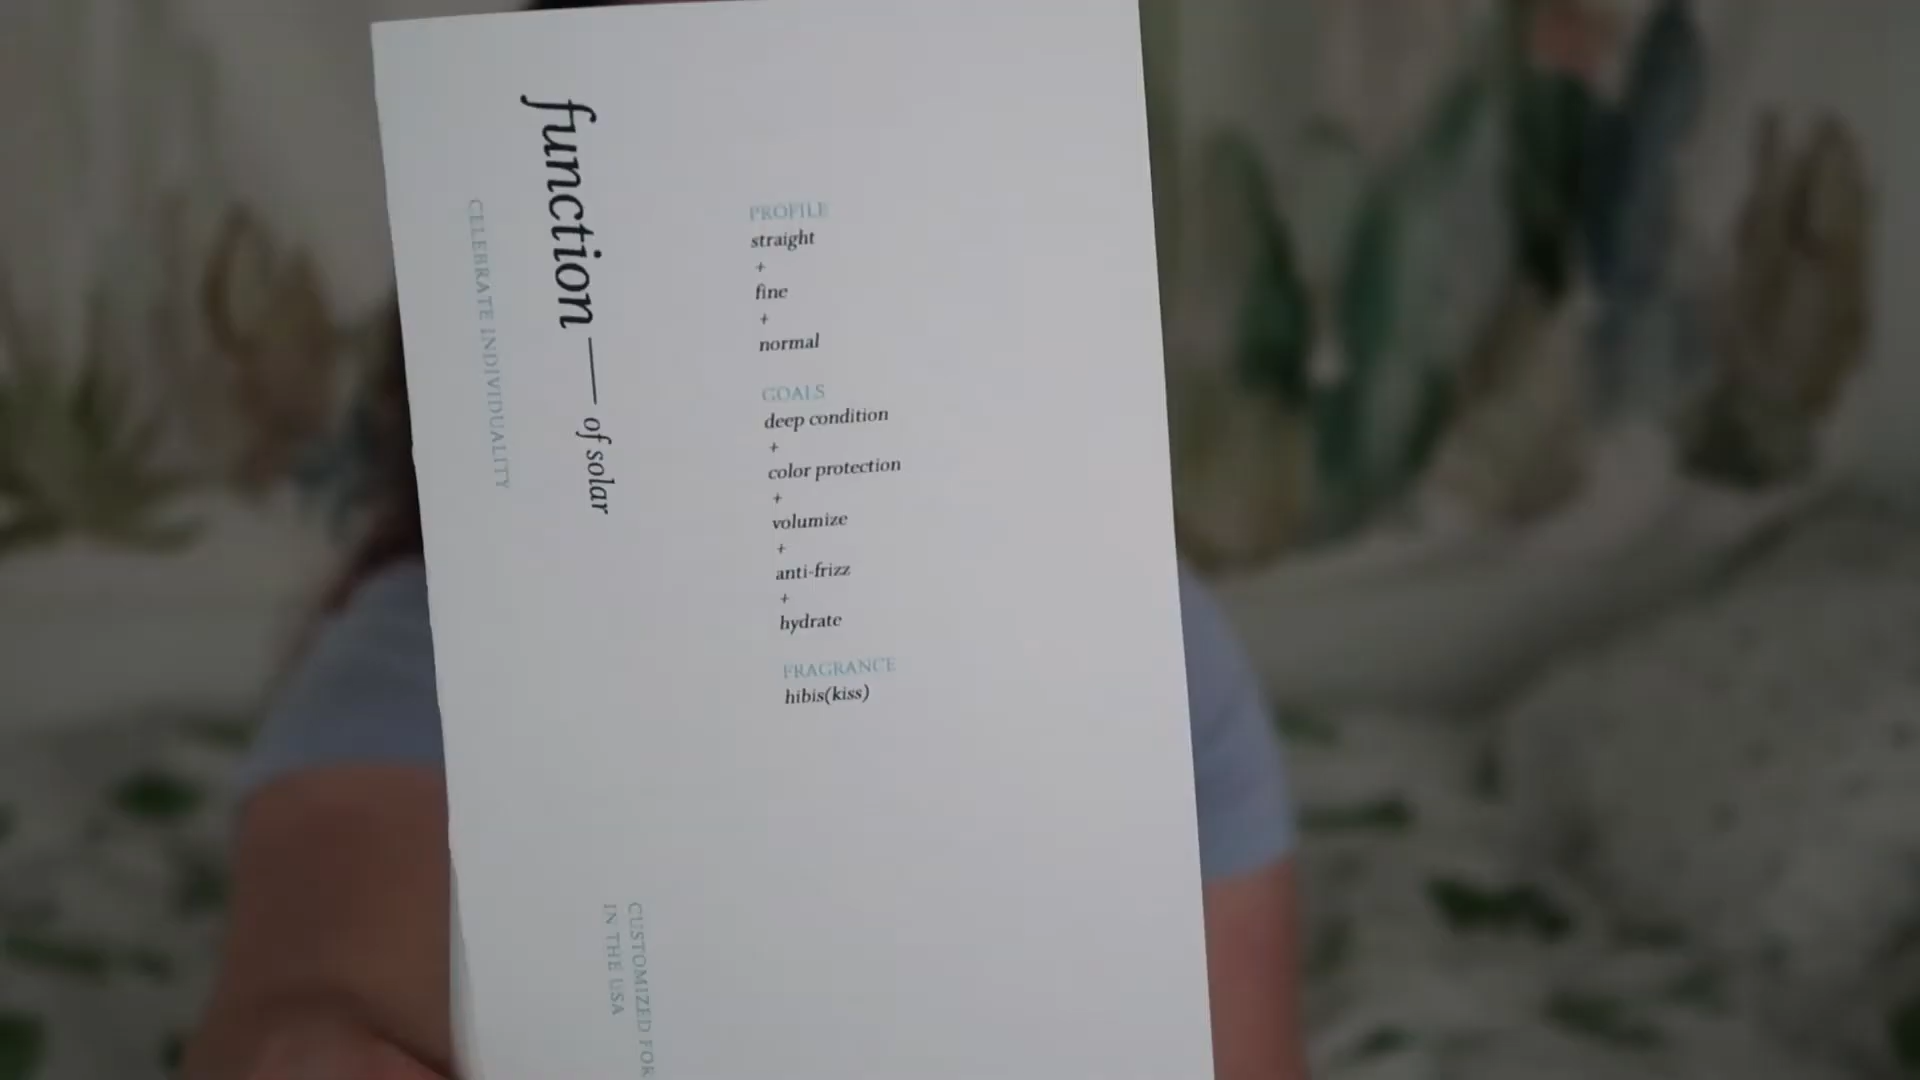 function — of solar
CELEBRATE INDIVIDUALITY
PROFILE
straight
+
fine
+
normal
GOALS
deep condition
+
color protection
+
volumize
+
anti-frizz
+
hydrate
FRAGRANCE
hibis(kiss)
CUSTOMIZED FOR
IN THE USA